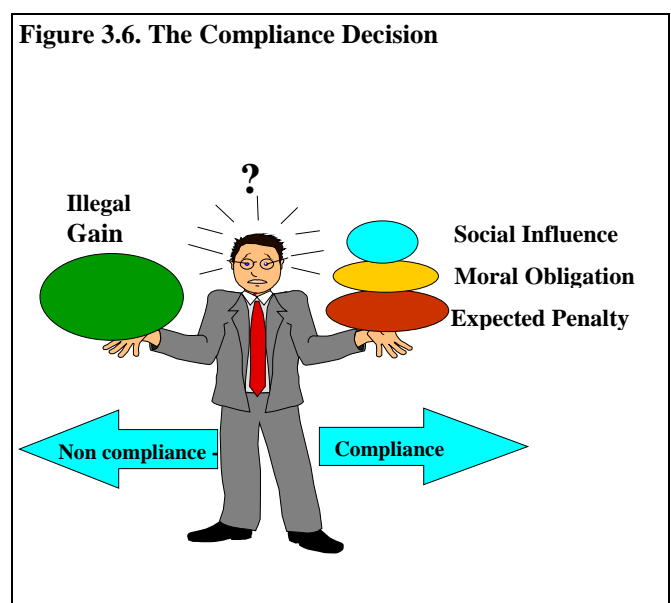 Figure 3.6. The Compliance Decision
?
Illegal
Gain
Social Influence
Moral Obligation
Expected Penalty
Non compliance -
Compliance